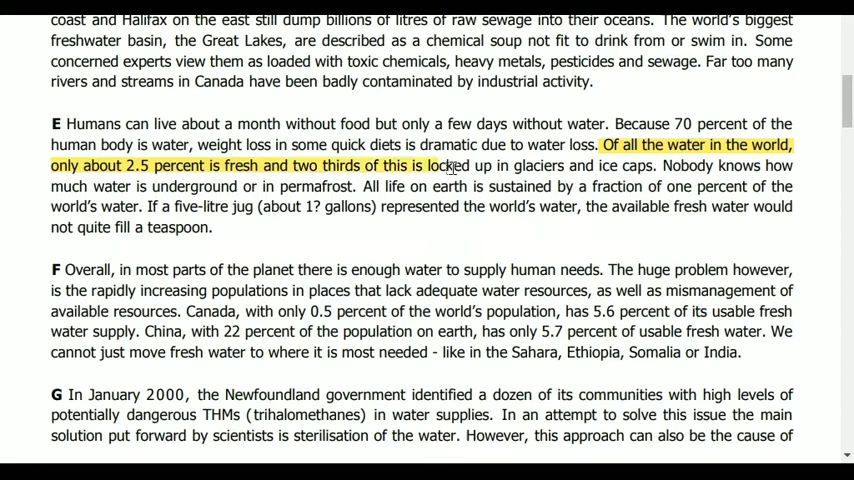 coast and Halifax on the east still dump billions of litres of raw sewage into their oceans. The world's biggest
freshwater basin, the Great Lakes, are described as a chemical soup not fit to drink from or swim in. Some
concerned experts view them as loaded with toxic chemicals, heavy metals, pesticides and sewage. Far too many
rivers and streams in Canada have been badly contaminated by industrial activity.
E Humans can live about a month without food but only a few days without water. Because 70 percent of the
human body is water, weight loss in some quick diets is dramatic due to water loss. Of all the water in the world,
only about 2.5 percent is fresh and two thirds of this is locked up in glaciers and ice caps. Nobody knows how
much water is underground or in permafrost. All life on earth is sustained by a fraction of one percent of the
world's water. If a five-litre jug (about 1? gallons) represented the world's water, the available fresh water would
not quite fill a teaspoon.
F Overall, in most parts of the planet there is enough water to supply human needs. The huge problem however,
is the rapidly increasing populations in places that lack adequate water resources, as well as mismanagement of
available resources. Canada, with only 0.5 percent of the world's population, has 5.6 percent of its usable fresh
water supply. China, with 22 percent of the population on earth, has only 5.7 percent of usable fresh water. We
cannot just move fresh water to where it is most needed - like in the Sahara, Ethiopia, Somalia or India.
G In January 2000, the Newfoundland government identified a dozen of its communities with high levels of
potentially dangerous THMs (trihalomethanes) in water supplies. In an attempt to solve this issue the main
solution put forward by scientists is sterilisation of the water. However, this approach can also be the cause of